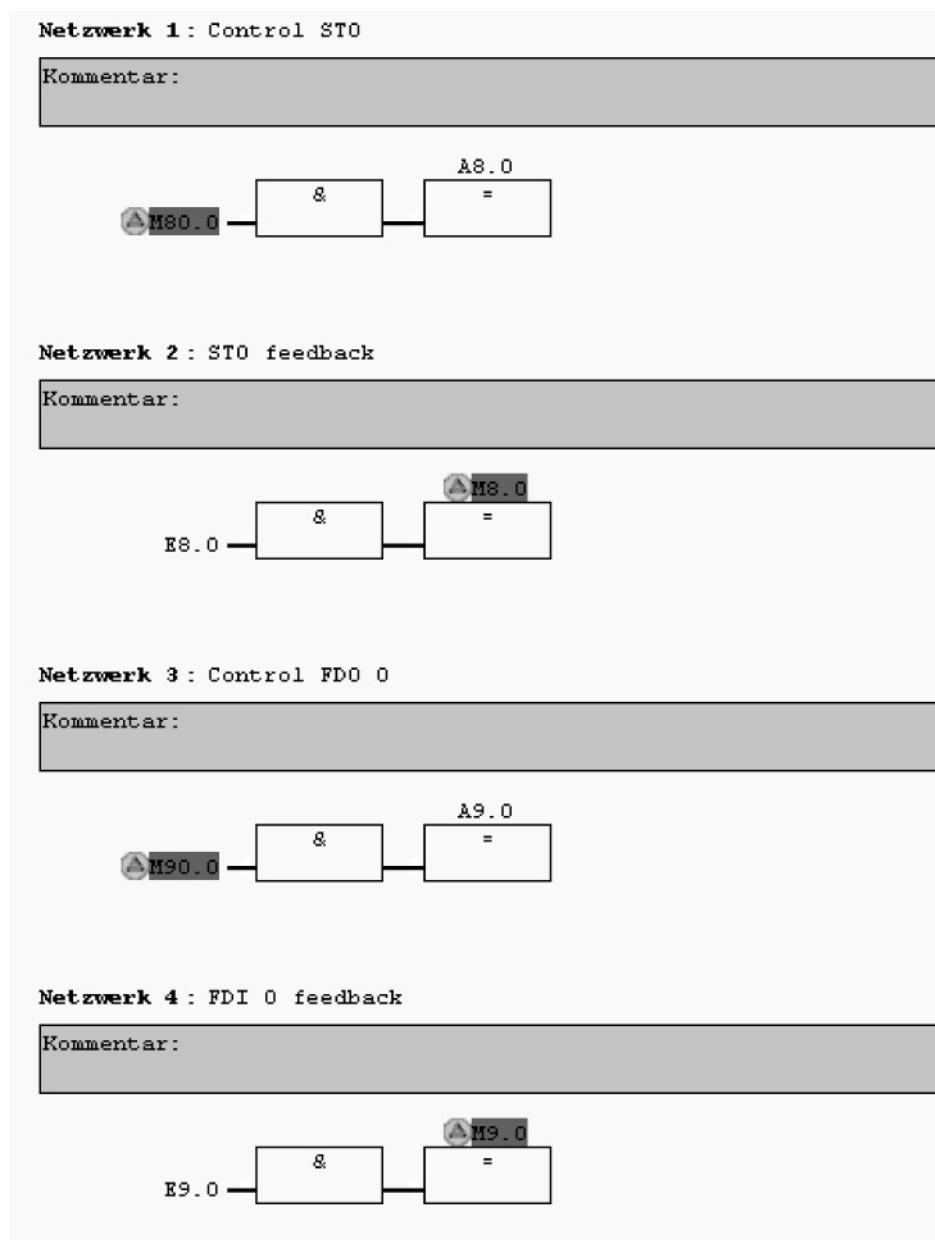 Netzwerk 1: Control STO
Kommentar:
A8.0
& =
M80.0
Netzwerk 2: STO feedback
Kommentar:
M8.0
& =
E8.0
Netzwerk 3: Control FDO 0
Kommentar:
A9.0
& =
M90.0
Netzwerk 4: FDI 0 feedback
Kommentar:
M9.0
& =
E9.0